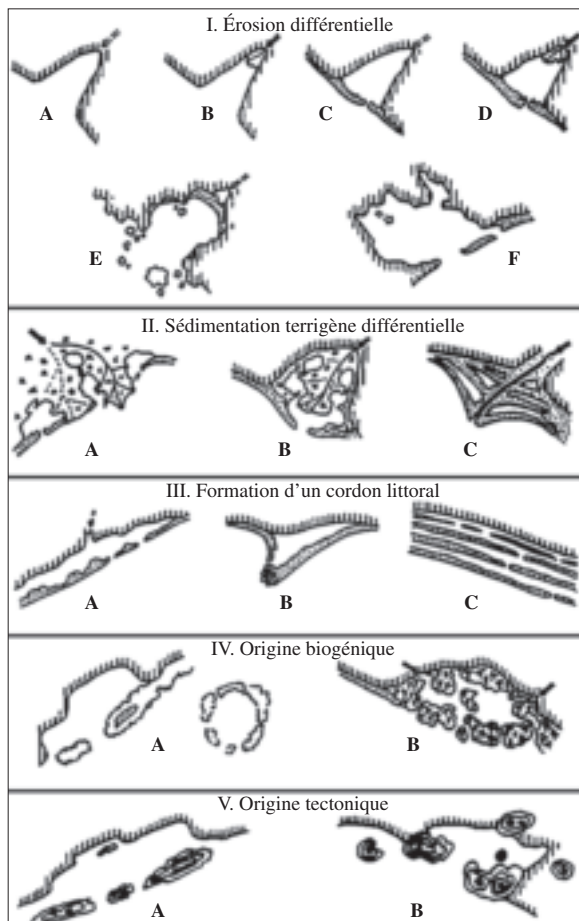 I. Érosion différentielle
A B C D
E F
II. Sédimentation terrigène différentielle
A B C
III. Formation d'un cordon littoral
A B C
IV. Origine biogénique
A B
V. Origine tectonique
A B